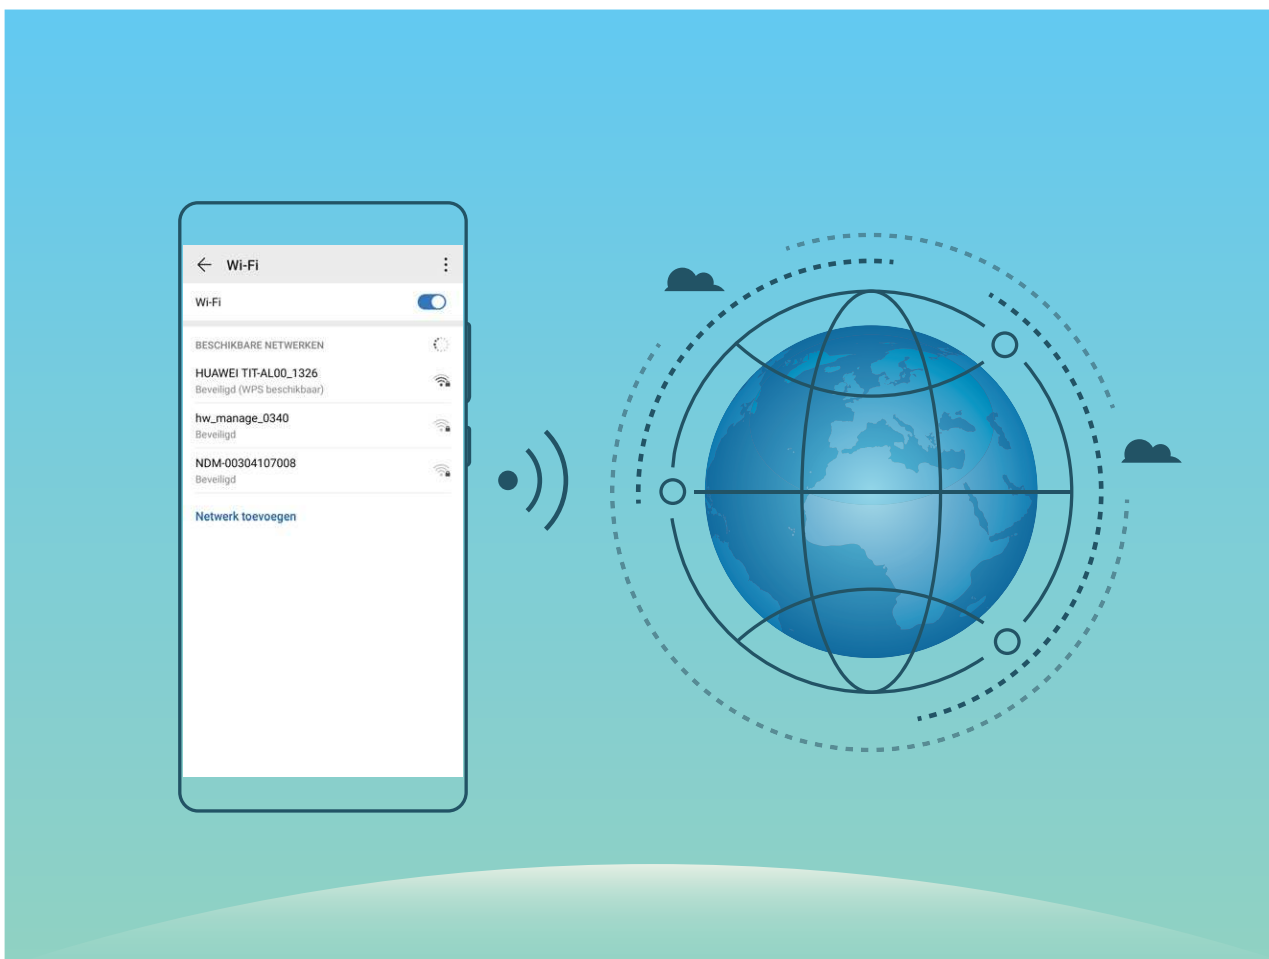 Wi-Fi
Wi-Fi
BESCHIKBARE NETWERKEN
HUAWEI TIT-AL00_1326
Beveiligd (WPS beschikbaar)
hw_manage_0340
Beveiligd
NDM-00304107008
Beveiligd
Netwerk toevoegen